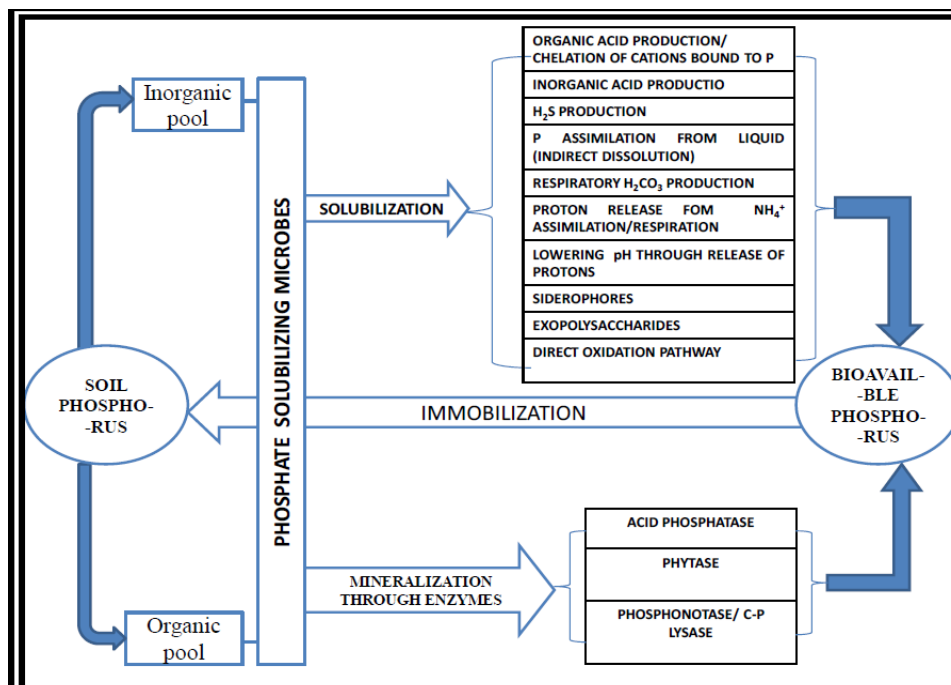 ORGANIC ACID PRODUCTION/
CHELATION OF CATIONS BOUND TO P
INORGANIC ACID PRODUCTIO
H₂S PRODUCTION
P ASSIMILATION FROM LIQUID
(INDIRECT DISSOLUTION)
RESPIRATORY H₂CO₃ PRODUCTION
PROTON RELEASE FOM NH₄⁺
ASSIMILATION/RESPIRATION
LOWERING pH THROUGH RELEASE OF
PROTONS
SIDEROPHORES
EXOPOLYSACCHARIDES
DIRECT OXIDATION PATHWAY
Inorganic
pool
SOLUBILIZATION
PHOSPHATE SOLUBILIZING MICROBES
SOIL
PHOSPHO-
-RUS
IMMOBILIZATION
BIOAVAIL-
-BLE
PHOSPHO-
-RUS
MINERALIZATION
THROUGH ENZYMES
ACID PHOSPHATASE
PHYTASE
PHOSPHONOTASE/ C-P
LYSASE
Organic
pool